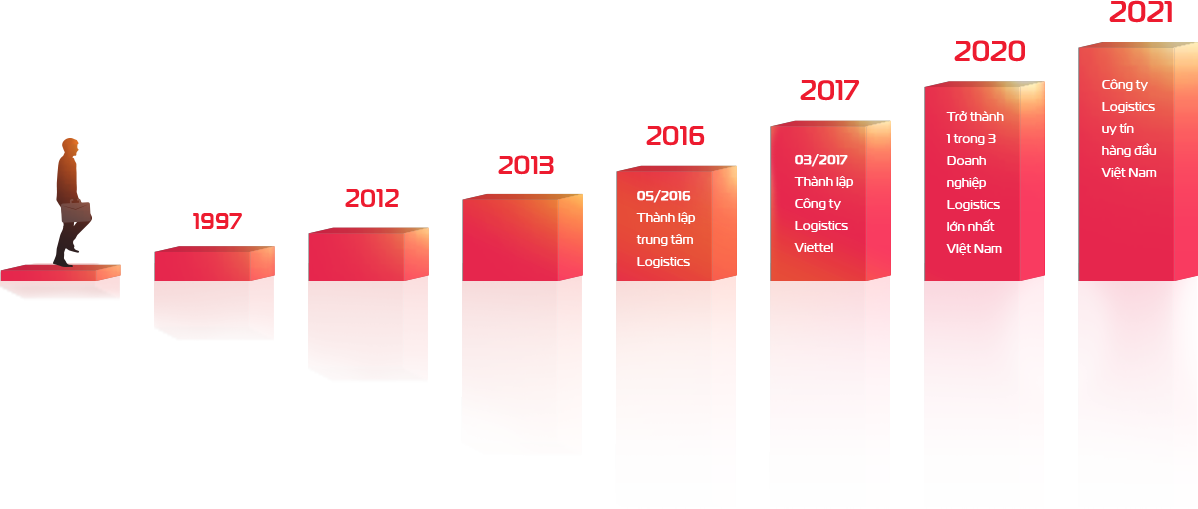 1997
2012
2013
2016
05/2016
Thành lập
trung tâm
Logistics
2017
03/2017
Thành lập
Công ty
Logistics
Viettel
2020
Trở thành
1 trong 3
Doanh
nghiệp
Logistics
lớn nhất
Việt Nam
2021
Công ty
Logistics
uy tín
hàng đầu
Việt Nam